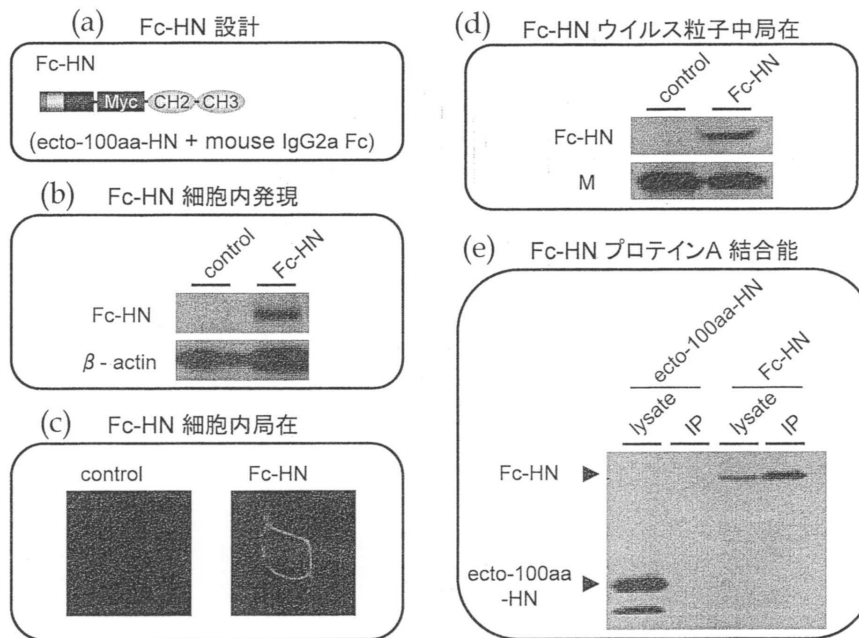 (a) Fc-HN 設計
Fc-HN
Myc CH2 CH3
(ecto-100aa-HN + mouse IgG2a Fc)
(b) Fc-HN 細胞内発現
control Fc-HN
Fc-HN
β - actin
(c) Fc-HN 細胞内局在
control Fc-HN
(d) Fc-HN ウイルス粒子中局在
control Fc-HN
Fc-HN
M
(e) Fc-HN プロテインA 結合能
ecto-100aa-HN Fc-HN
lysate IP lysate IP
Fc-HN
ecto-100aa
-HN